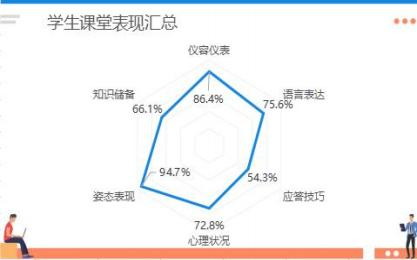 学生课堂表现汇总
仪容仪表
86.4%
语言表达
75.6%
知识储备
66.1%
94.7%
54.3%
姿态表现
应答技巧
72.8%
心理状况